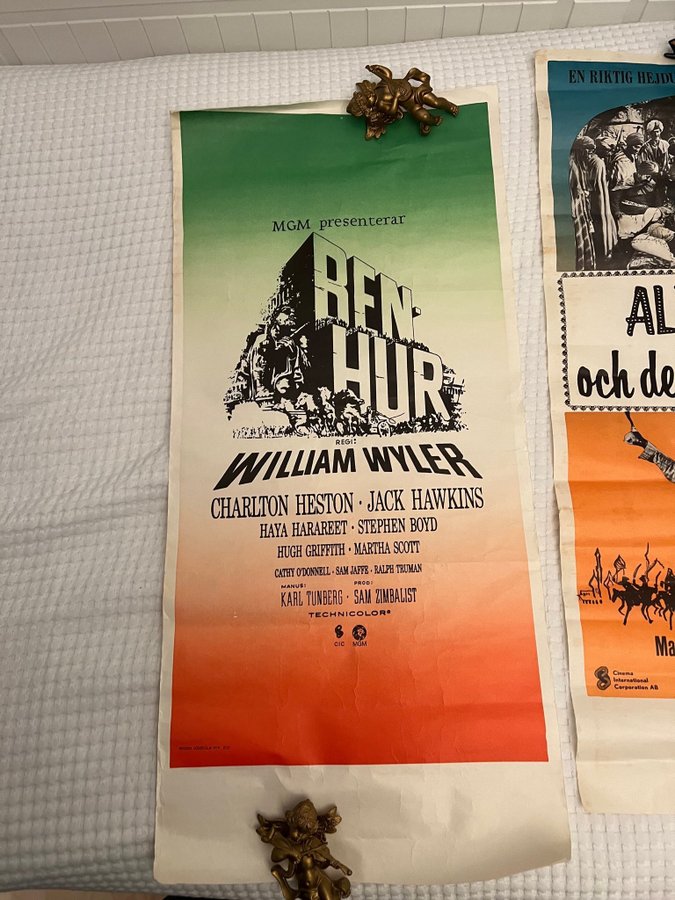 MGM presenterar
BEN-
HUR
REGI:
WILLIAM WYLER
CHARLTON HESTON · JACK HAWKINS
HAYA HARAREET · STEPHEN BOYD
HUGH GRIFFITH · MARTHA SCOTT
CATHY O'DONNELL · SAM JAFFE · RALPH TRUMAN
MANUS: PROD:
KARL TUNBERG · SAM ZIMBALIST
TECHNICOLOR®
CIC MGM
EN RIKTIG
AL
och de
Ma
Cinema
International
Corporation AB